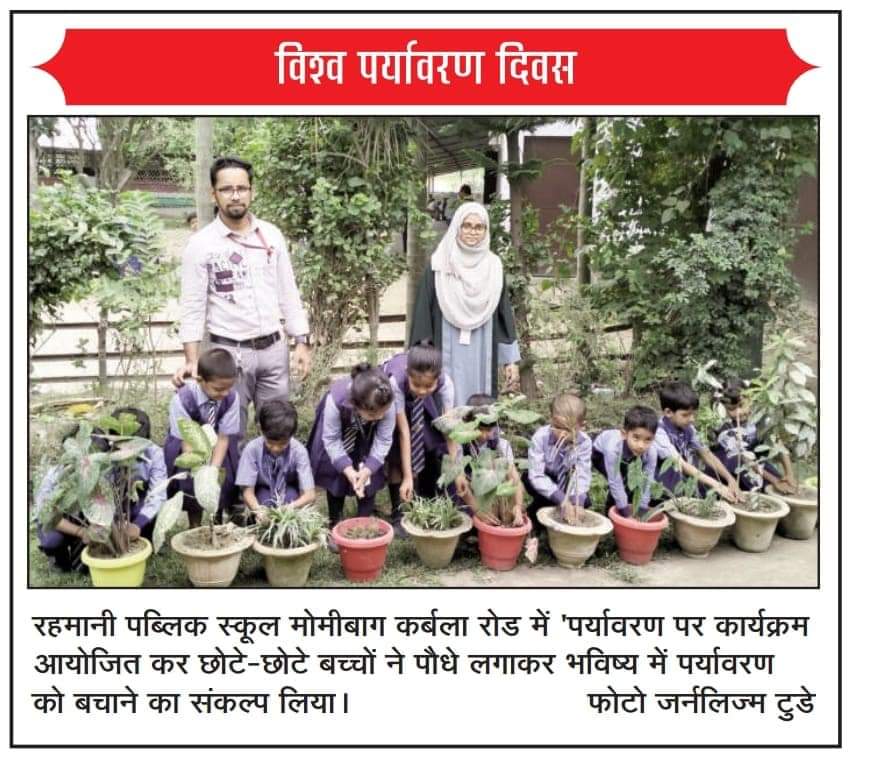 विश्व पर्यावरण दिवस
रहमानी पब्लिक स्कूल मोमीबाग कर्बला रोड में 'पर्यावरण पर कार्यक्रम
आयोजित कर छोटे-छोटे बच्चों ने पौधे लगाकर भविष्य में पर्यावरण
को बचाने का संकल्प लिया। फोटो जर्नलिज्म टुडे